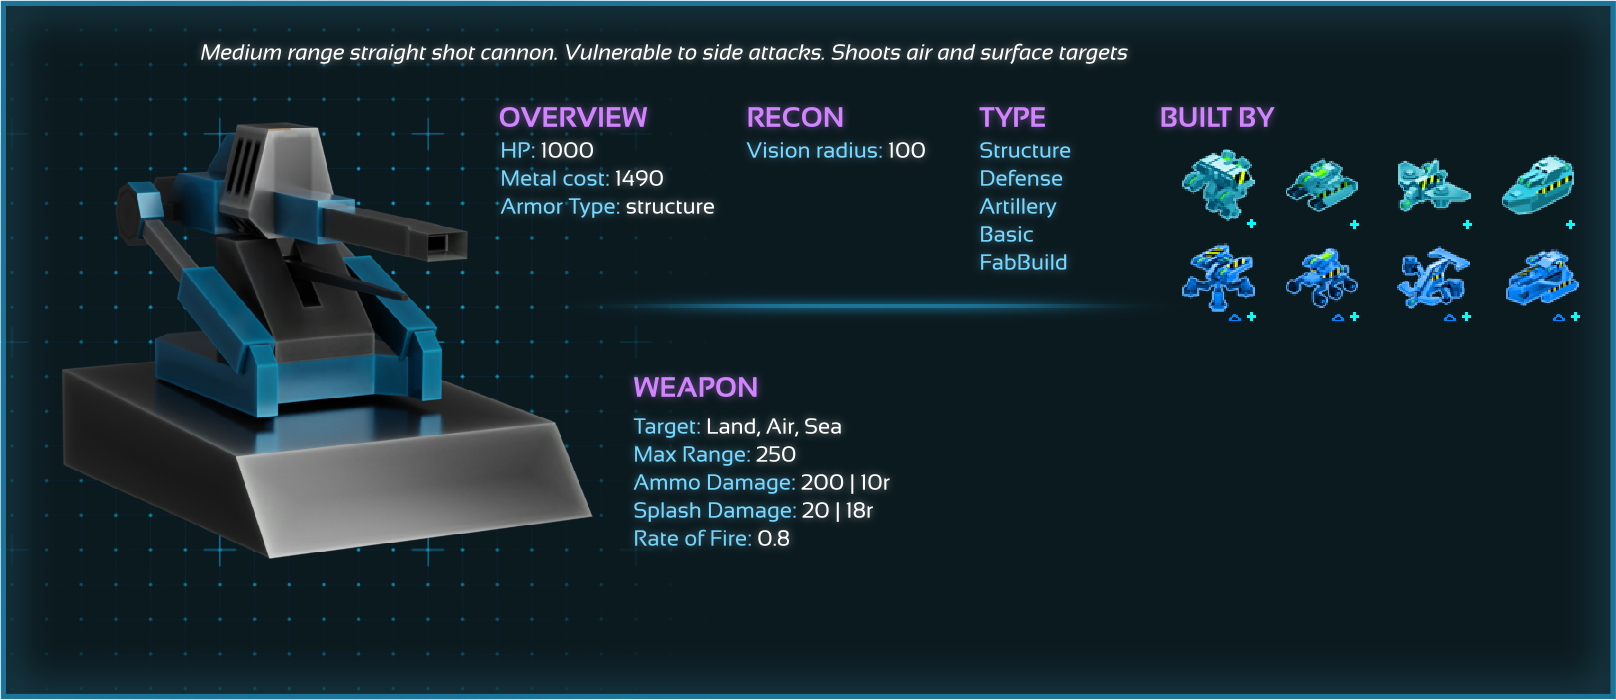 Medium range straight shot cannon. Vulnerable to side attacks. Shoots air and surface targets
OVERVIEW
HP: 1000
Metal cost: 1490
Armor Type: structure
RECON
Vision radius: 100
TYPE
Structure
Defense
Artillery
Basic
FabBuild
BUILT BY
WEAPON
Target: Land, Air, Sea
Max Range: 250
Ammo Damage: 200 | 10r
Splash Damage: 20 | 18r
Rate of Fire: 0.8